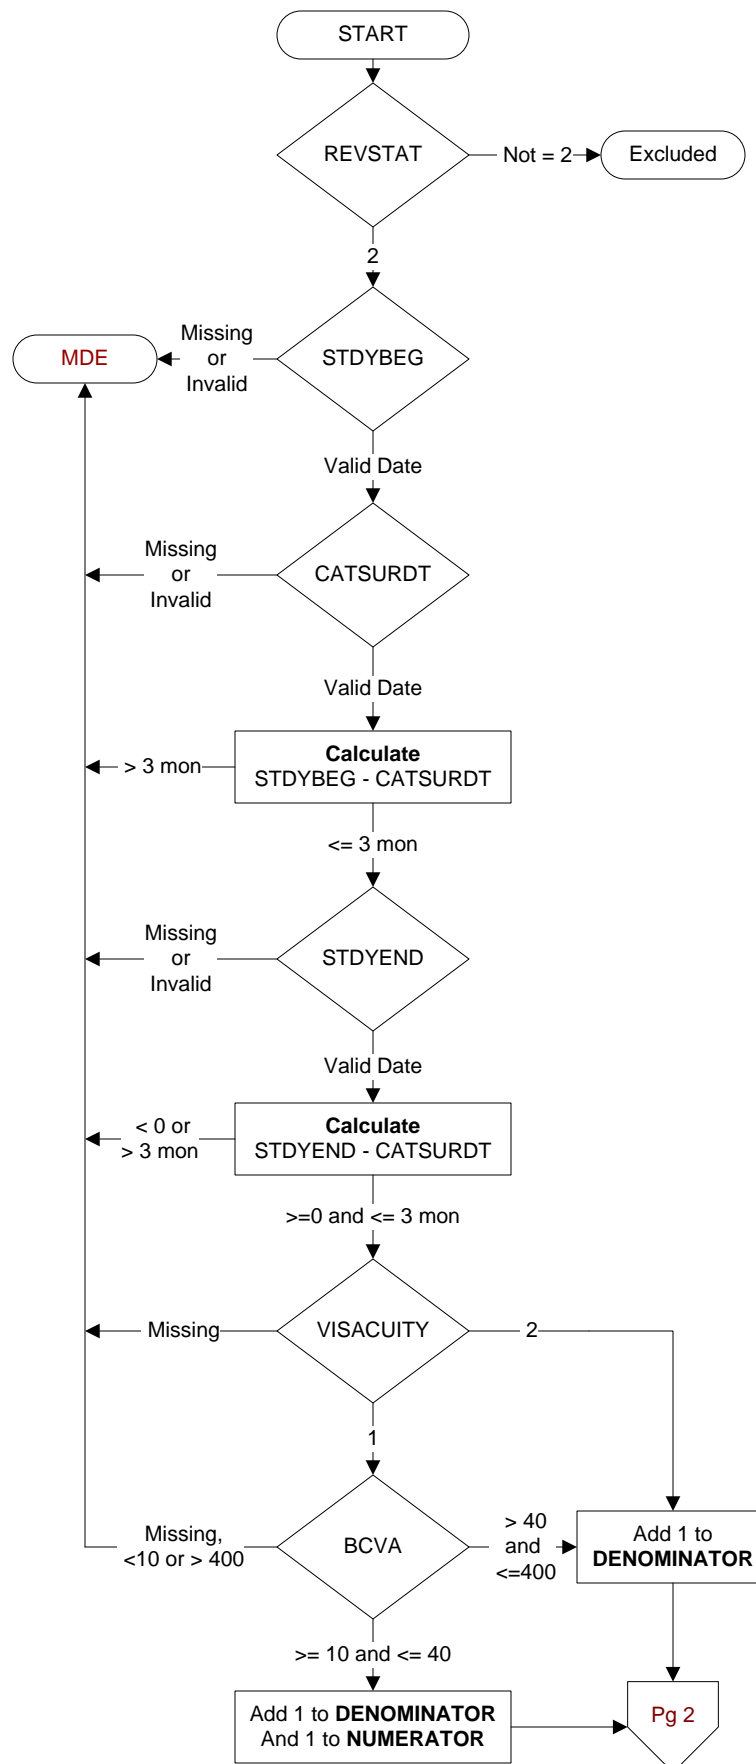 START
REVSTAT
Not = 2
Excluded
2
Missing
or
Invalid
MDE
STDYBEG
Valid Date
Missing
or
Invalid
CATSURDT
Valid Date
Calculate
STDYBEG - CATSURDT
> 3 mon
<= 3 mon
Missing
or
Invalid
STDYEND
Valid Date
< 0 or
> 3 mon
Calculate
STDYEND - CATSURDT
>=0 and <= 3 mon
Missing
VISACUITY
2
1
Missing,
<10 or > 400
BCVA
> 40
and
<=400
Add 1 to
DENOMINATOR
>= 10 and <= 40
Add 1 to DENOMINATOR
And 1 to NUMERATOR
Pg 2